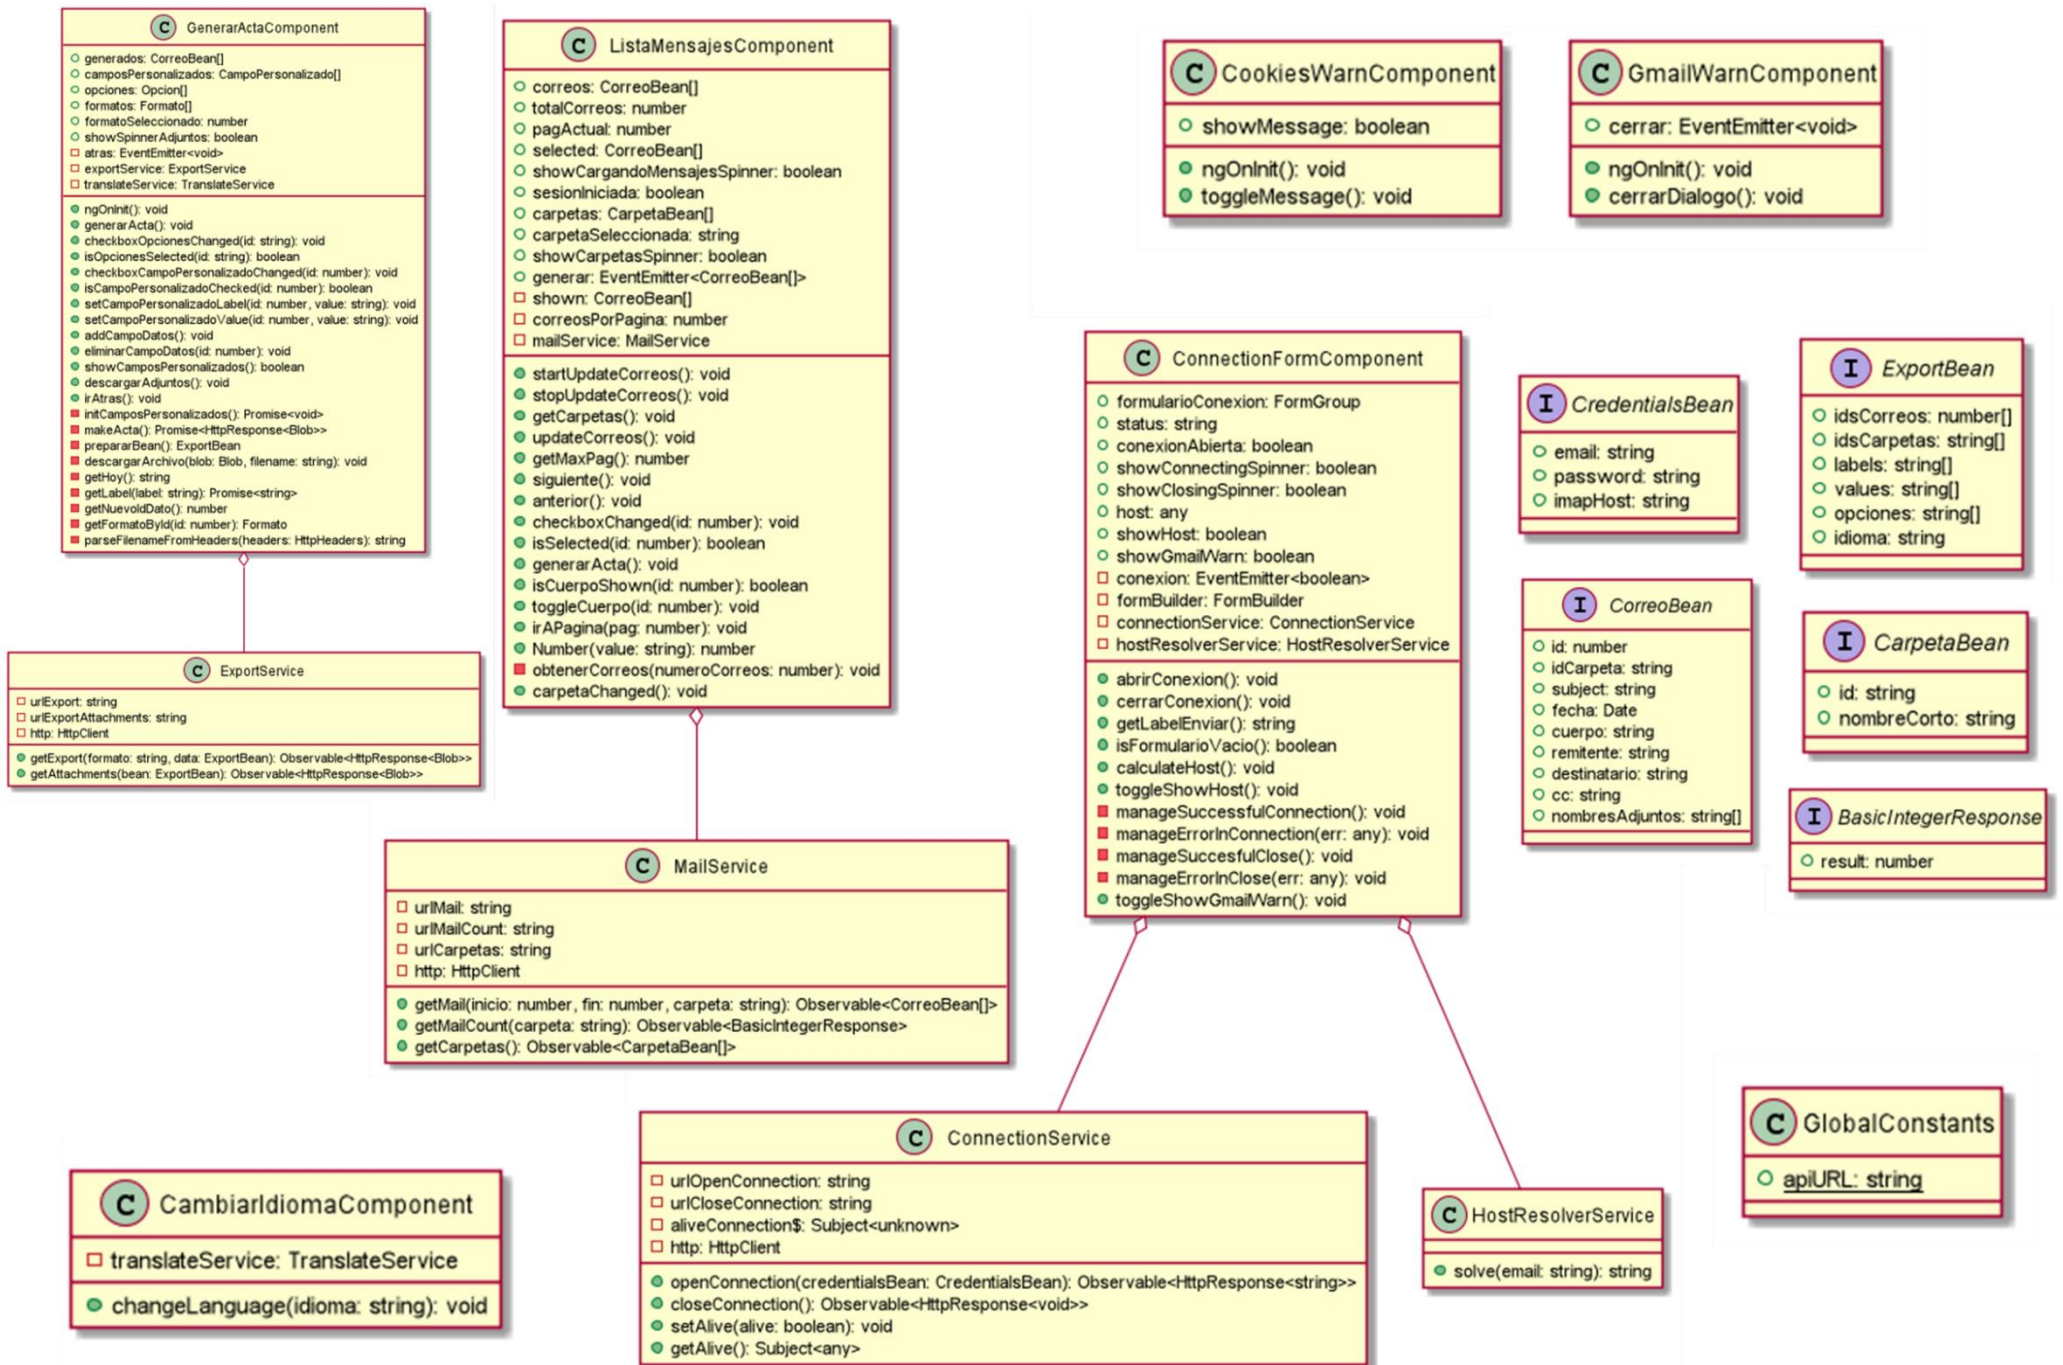 C GenerarActaComponent
generados: CorreoBean[]
camposPersonalizados: CampoPersonalizado[]
opciones: Opcion[]
formatos: Formato[]
formatoSeleccionado: number
showSpinnerAdjuntos: boolean
atras: EventEmitter<void>
exportService: ExportService
translateService: TranslateService
ngOnInit(): void
generarActa(): void
checkboxOpcionesChanged(id: string): void
isOpcionesSelected(id: string): boolean
checkboxCampoPersonalizadoChanged(id: number): void
isCampoPersonalizadoChecked(id: number): boolean
setCampoPersonalizadoLabel(id: number, value: string): void
setCampoPersonalizadoValue(id: number, value: string): void
addCampoDatos(): void
eliminarCampoDatos(id: number): void
showCamposPersonalizados(): boolean
descargarAdjuntos(): void
irAtras(): void
initCamposPersonalizados(): Promise<void>
makeActa(): Promise<HttpResponse<Blob>>
prepararBean(): ExportBean
descargarArchivo(blob: Blob, filename: string): void
getHoy(): string
getLabel(label: string): Promise<string>
getNuevoIdDato(): number
getFormatoById(id: number): Formato
parseFilenameFromHeaders(headers: HttpHeaders): string
C ExportService
urlExport: string
urlExportAttachments: string
http: HttpClient
getExport(formato: string, data: ExportBean): Observable<HttpResponse<Blob>>
getAttachments(bean: ExportBean): Observable<HttpResponse<Blob>>
C ListaMensajesComponent
correos: CorreoBean[]
totalCorreos: number
pagActual: number
selected: CorreoBean[]
showCargandoMensajesSpinner: boolean
sesionIniciada: boolean
carpetas: CarpetaBean[]
carpetaSeleccionada: string
showCarpetasSpinner: boolean
generar: EventEmitter<CorreoBean[]>
shown: CorreoBean[]
correosPorPagina: number
mailService: MailService
startUpdateCorreos(): void
stopUpdateCorreos(): void
getCarpetas(): void
updateCorreos(): void
getMaxPag(): number
siguiente(): void
anterior(): void
checkboxChanged(id: number): void
isSelected(id: number): boolean
generarActa(): void
isCuerpoShown(id: number): boolean
toggleCuerpo(id: number): void
irAPagina(pag: number): void
Number(value: string): number
obtenerCorreos(numeroCorreos: number): void
carpetaChanged(): void
C MailService
urlMail: string
urlMailCount: string
urlCarpetas: string
http: HttpClient
getMail(inicio: number, fin: number, carpeta: string): Observable<CorreoBean[]>
getMailCount(carpeta: string): Observable<BasicIntegerResponse>
getCarpetas(): Observable<CarpetaBean[]>
C CookiesWarnComponent
showMessage: boolean
ngOnInit(): void
toggleMessage(): void
C GmailWarnComponent
cerrar: EventEmitter<void>
ngOnInit(): void
cerrarDialogo(): void
C ConnectionFormComponent
formularioConexion: FormGroup
status: string
conexionAbierta: boolean
showConnectingSpinner: boolean
showClosingSpinner: boolean
host: any
showHost: boolean
showGmailWarn: boolean
conexion: EventEmitter<boolean>
formBuilder: FormBuilder
connectionService: ConnectionService
hostResolverService: HostResolverService
abrirConexion(): void
cerrarConexion(): void
getLabelEnviar(): string
isFormularioVacio(): boolean
calculateHost(): void
toggleShowHost(): void
manageSuccessfulConnection(): void
manageErrorInConnection(err: any): void
manageSuccesfulClose(): void
manageErrorInClose(err: any): void
toggleShowGmailWarn(): void
I CredentialsBean
email: string
password: string
imapHost: string
I ExportBean
idsCorreos: number[]
idsCarpetas: string[]
labels: string[]
values: string[]
opciones: string[]
idioma: string
I CorreoBean
id: number
idCarpeta: string
subject: string
fecha: Date
cuerpo: string
remitente: string
destinatario: string
cc: string
nombresAdjuntos: string[]
I CarpetaBean
id: string
nombreCorto: string
I BasicIntegerResponse
result: number
C CambiarIdiomaComponent
translateService: TranslateService
changeLanguage(idioma: string): void
C ConnectionService
urlOpenConnection: string
urlCloseConnection: string
aliveConnection$: Subject<unknown>
http: HttpClient
openConnection(credentialsBean: CredentialsBean): Observable<HttpResponse<string>>
closeConnection(): Observable<HttpResponse<void>>
setAlive(alive: boolean): void
getAlive(): Subject<any>
C HostResolverService
solve(email: string): string
C GlobalConstants
apiURL: string